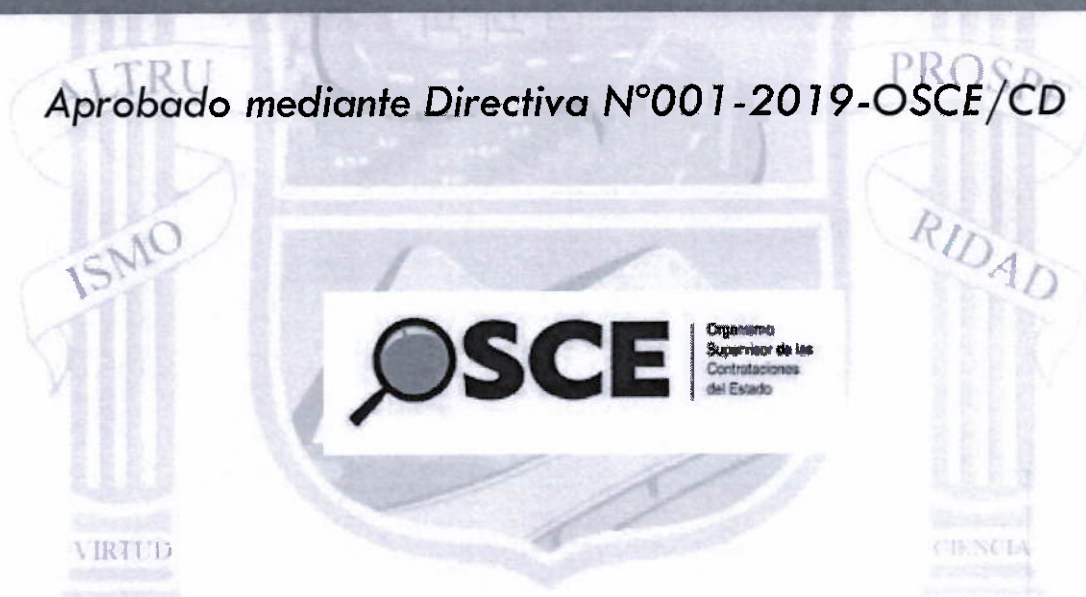 ALTRU
PROSPE
Aprobado mediante Directiva N°001-2019-OSCE/CD
ISMO
RIDAD
OSCE
Organismo
Supervisor de las
Contrataciones
del Estado
VIRTUD
CIENCIA